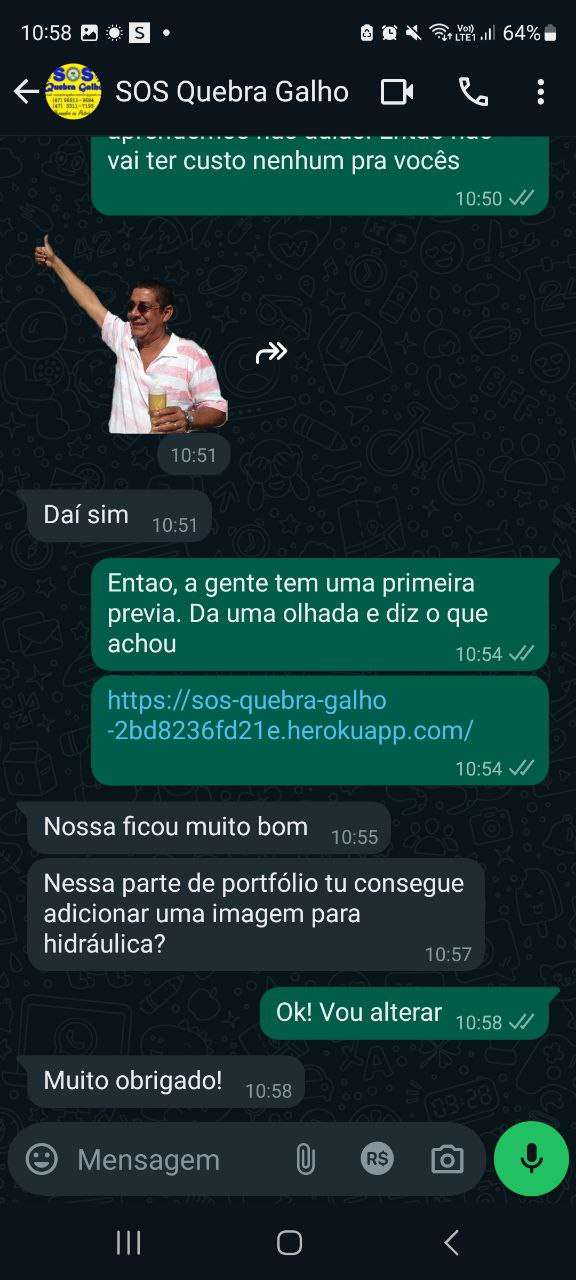 10:58 S
Vo)) LTE1 64%
SOS Quebra Galho
SOS
Quebra Galho
vai ter custo nenhum pra vocês
10:50
10:51
Daí sim 10:51
Entao, a gente tem uma primeira
previa. Da uma olhada e diz o que
achou 10:54
https://sos-quebra-galho
-2bd8236fd21e.herokuapp.com/
10:54
Nossa ficou muito bom 10:55
Nessa parte de portfólio tu consegue
adicionar uma imagem para
hidráulica? 10:57
Ok! Vou alterar 10:58
Muito obrigado! 10:58
Mensagem R$